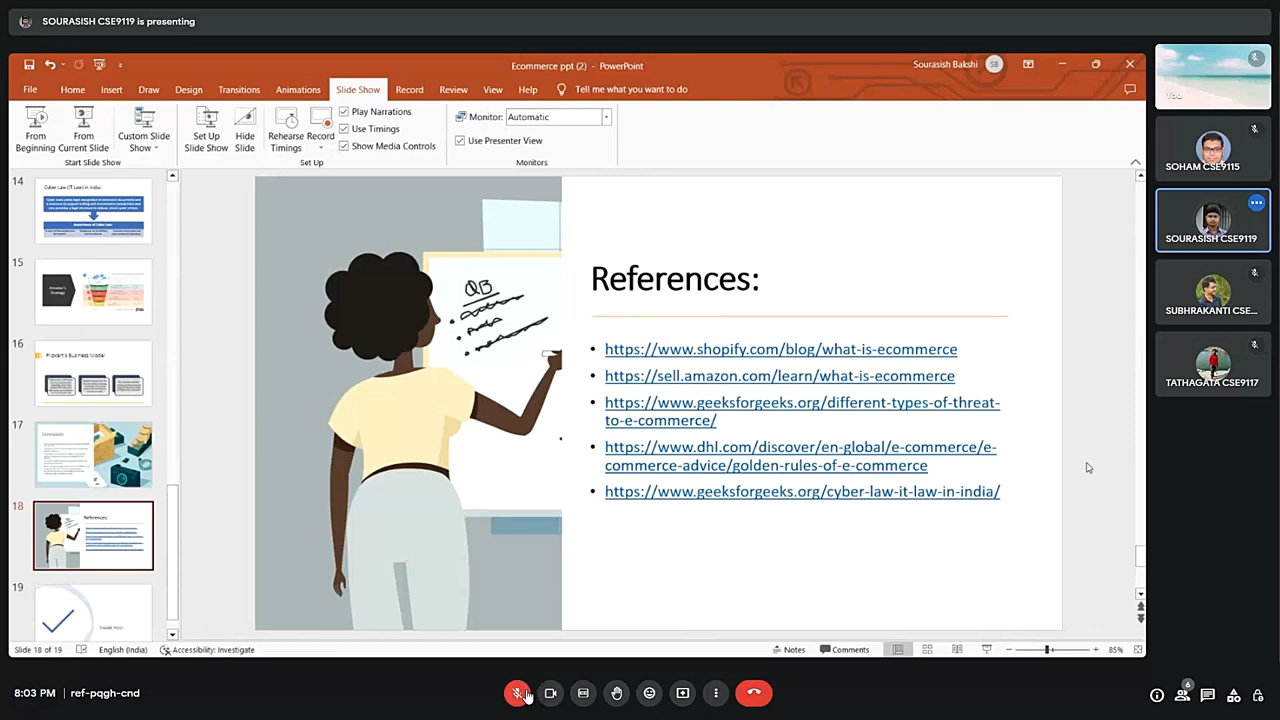 SOURASISH CSE9119 is presenting
Ecommerce ppt (2) - PowerPoint
Sourasish Bakshi
SB
File Home Insert Draw Design Transitions Animations Slide Show Record Review View Help Tell me what you want to do
From Beginning
From Current Slide
Custom Slide Show
Set Up Slide Show
Hide Slide
Rehearse Timings
Record
Play Narrations
Use Timings
Show Media Controls
Monitor: Automatic
Use Presenter View
Start Slide Show
Set Up
Monitors
14
Cyber Law (IT Law) in India:
15
Amazon's Strategy
16
Flipkart's Business Model
17
Conclusion
18
References:
19
THANK YOU
QB
References:
• https://www.shopify.com/blog/what-is-ecommerce
• https://sell.amazon.com/learn/what-is-ecommerce
• https://www.geeksforgeeks.org/different-types-of-threat-
to-e-commerce/
• https://www.dhl.com/discover/en-global/e-commerce/e-
commerce-advice/golden-rules-of-e-commerce
• https://www.geeksforgeeks.org/cyber-law-it-law-in-india/
Slide 18 of 19
English (India)
Accessibility: Investigate
Notes
Comments
85%
You
SOHAM CSE9115
SOURASISH CSE9119
SUBHRAKANTI CSE...
TATHAGATA CSE9117
8:03 PM | ref-pqgh-cnd
6